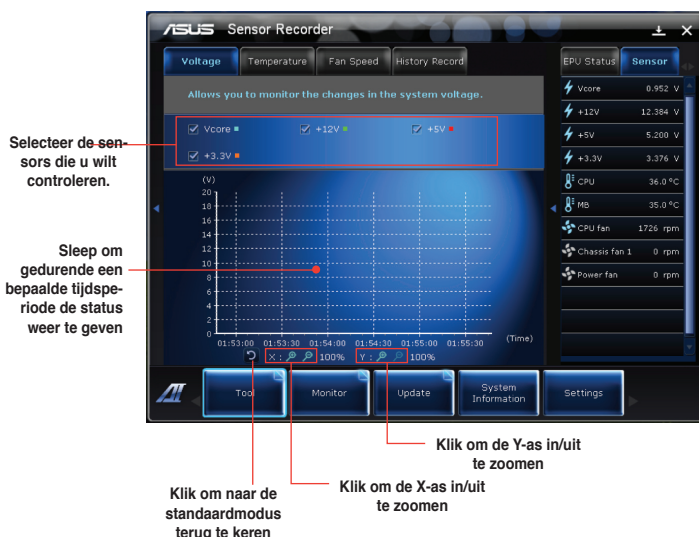 ASUS Sensor Recorder
Voltage
Temperature
Fan Speed
History Record
EPU Status
Sensor
Allows you to monitor the changes in the system voltage.
Vcore
+12V
+5V
+3.3V
Selecteer de sen-
sors die u wilt
controleren.
Vcore 0.952 V
+12V 12.384 V
+5V 5.200 V
+3.3V 3.376 V
CPU 36.0 °C
MB 35.0 °C
CPU fan 1726 rpm
Chassis fan 1 0 rpm
Power fan 0 rpm
(V)
20
18
16
14
12
10
8
6
4
2
0
01:53:00 01:53:30 01:54:00 01:54:30 01:55:00 01:55:30
(Time)
Sleep om
gedurende een
bepaalde tijdspe-
riode de status
weer te geven
X : 100%
Y : 100%
Tool
Monitor
Update
System
Information
Settings
Klik om de Y-as in/uit
te zoomen
Klik om de X-as in/uit
te zoomen
Klik om naar de
standaardmodus
terug te keren